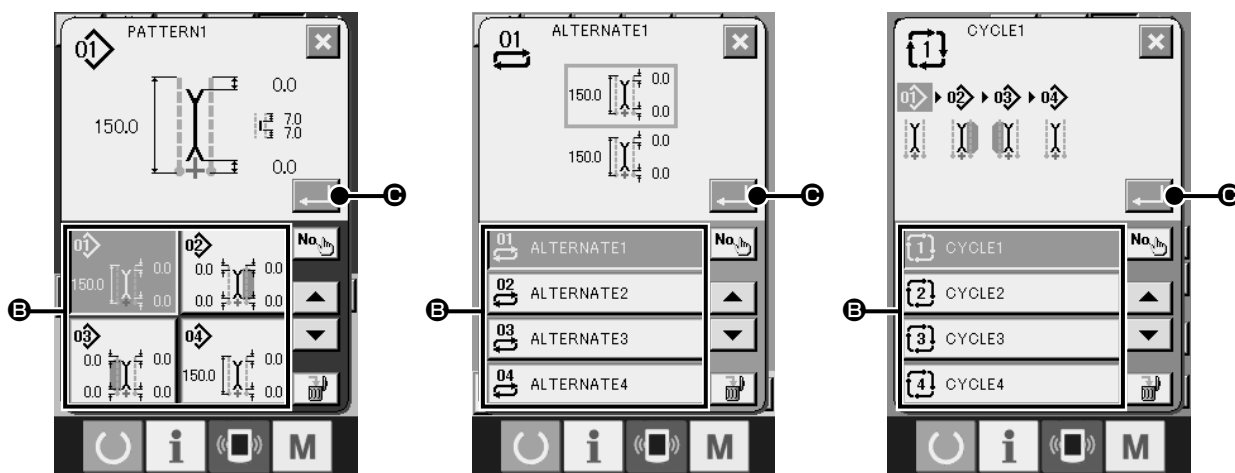 01 PATTERN1
150.0
0.0
7.0
7.0
0.0
C
B
01
150.0
0.0
0.0
02
0.0
0.0
0.0
0.0
No.
03
0.0
0.0
0.0
0.0
04
150.0
0.0
0.0
i
M
01 ALTERNATE1
150.0
0.0
0.0
150.0
0.0
0.0
C
B
01 ALTERNATE1
02 ALTERNATE2
03 ALTERNATE3
04 ALTERNATE4
No.
i
M
1 CYCLE1
01 02 03 04
C
B
1 CYCLE1
2 CYCLE2
3 CYCLE3
4 CYCLE4
No.
i
M